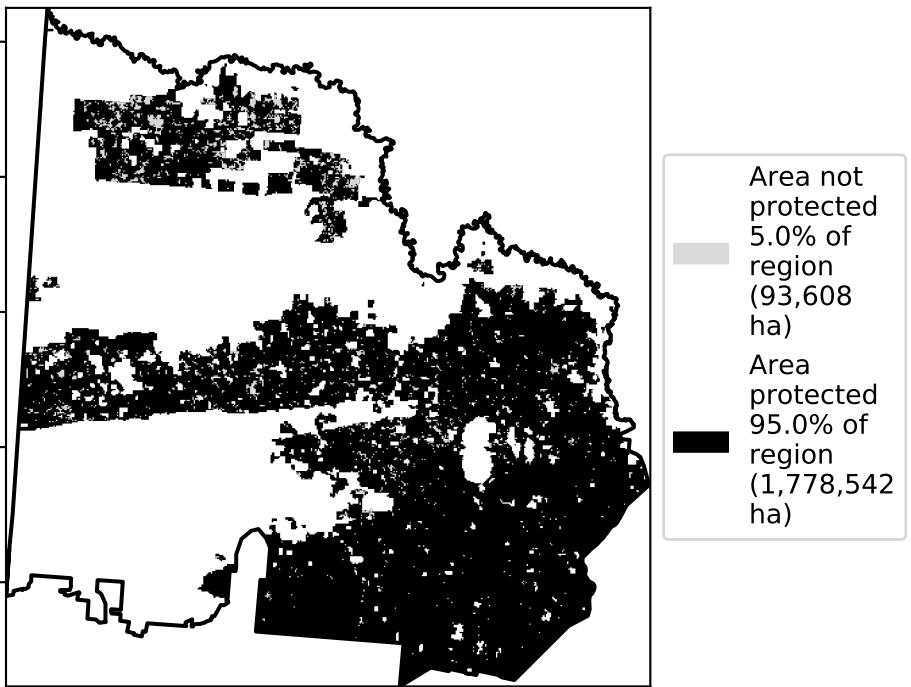 Area not
protected
5.0% of
region
(93,608
ha)
Area
protected
95.0% of
region
(1,778,542
ha)